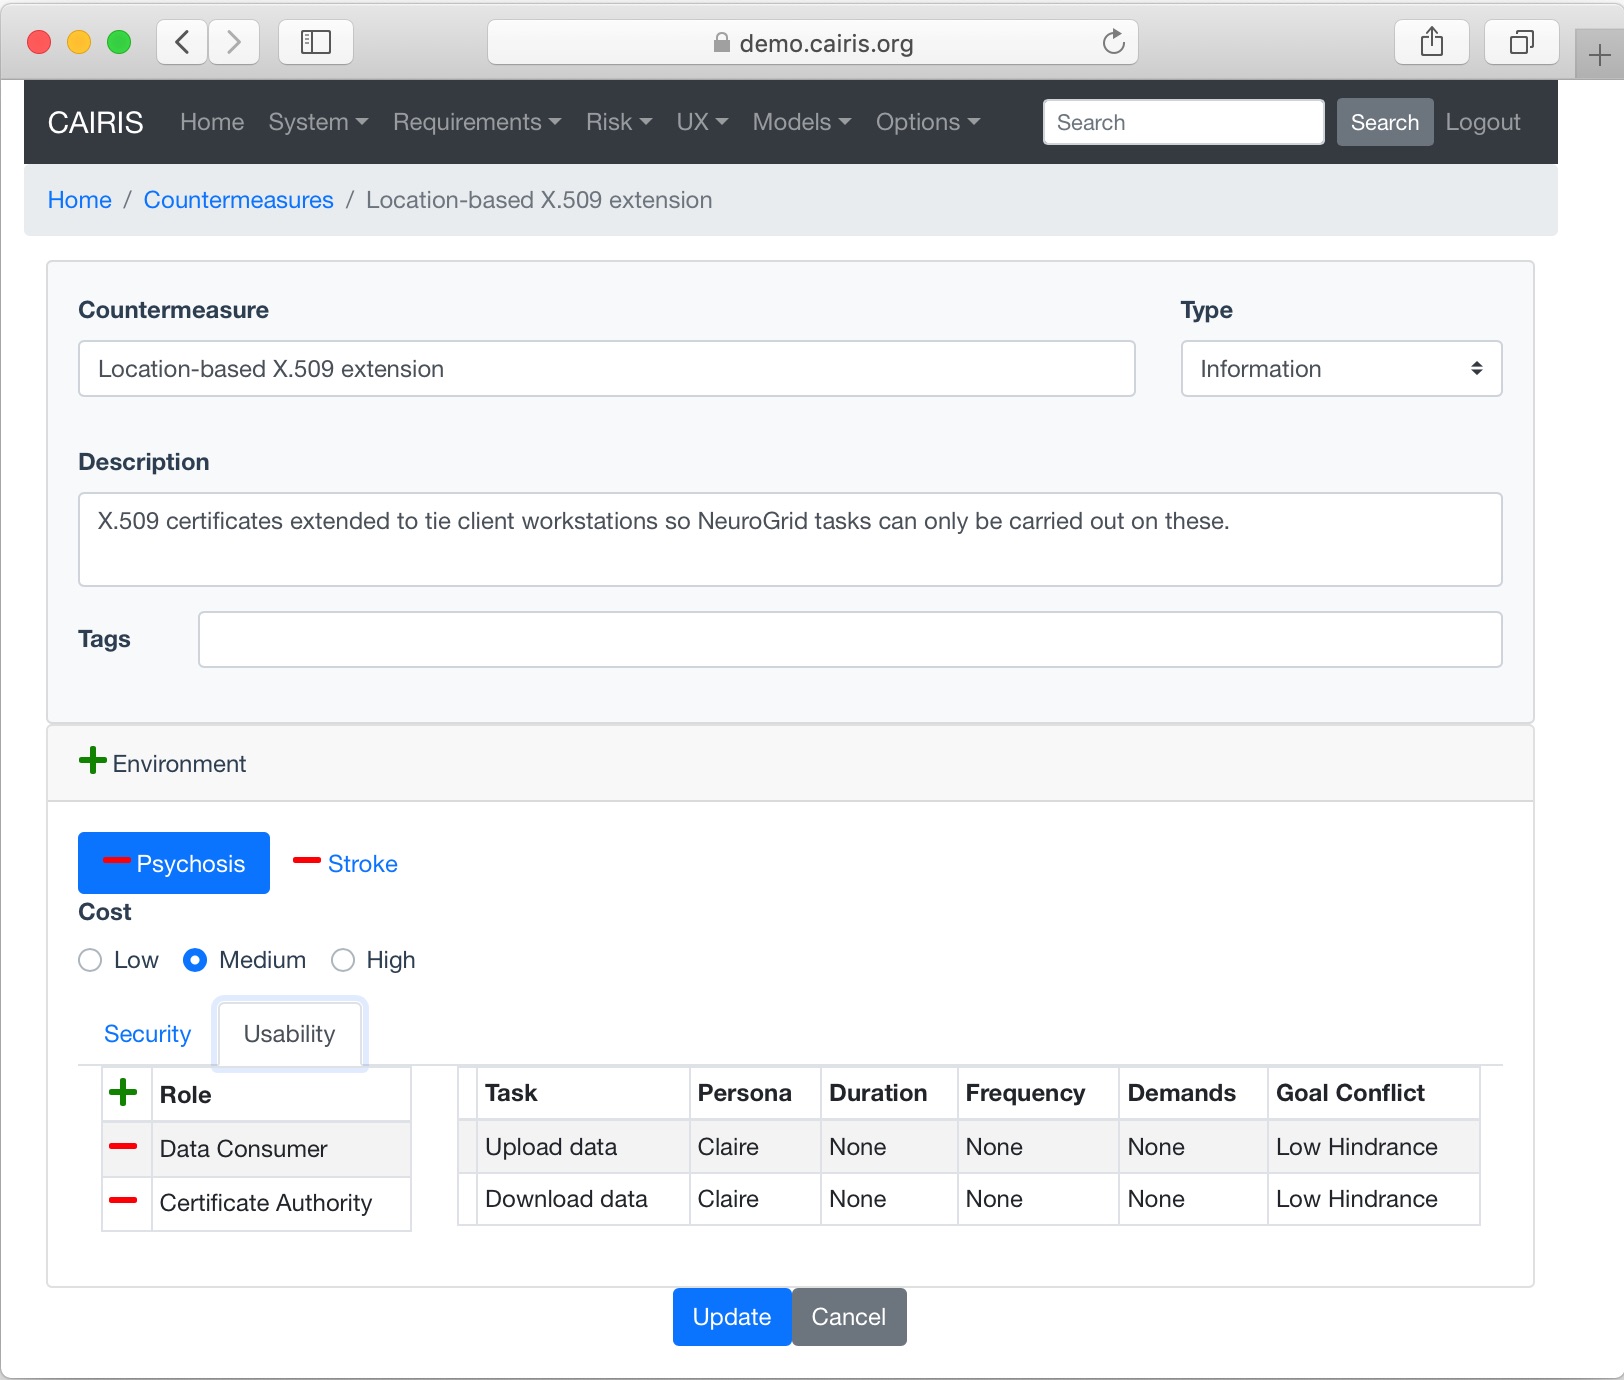 demo.cairis.org
CAIRIS Home System Requirements Risk UX Models Options Search Search Logout
Home / Countermeasures / Location-based X.509 extension
Countermeasure Type
Location-based X.509 extension Information
Description
X.509 certificates extended to tie client workstations so NeuroGrid tasks can only be carried out on these.
Tags
Environment
Psychosis Stroke
Cost
Low Medium High
Security Usability
Role Task Persona Duration Frequency Demands Goal Conflict
Data Consumer Upload data Claire None None None Low Hindrance
Certificate Authority Download data Claire None None None Low Hindrance
Update Cancel